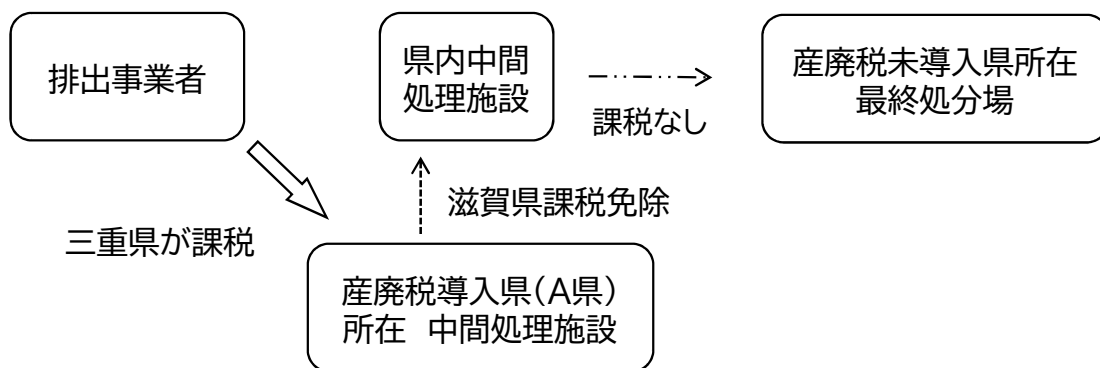 排出事業者
県内中間
処理施設
課税なし
産廃税未導入県所在
最終処分場
三重県が課税
滋賀県課税免除
産廃税導入県(A県)
所在 中間処理施設